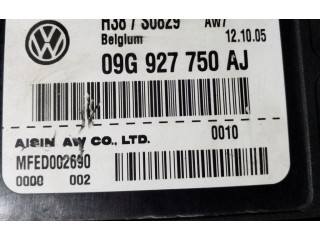 H38 / S0629 AW7
Belgium 12.10.05
09G 927 750 AJ
0010
AISIN AW CO., LTD.
MFED002690
0000 002